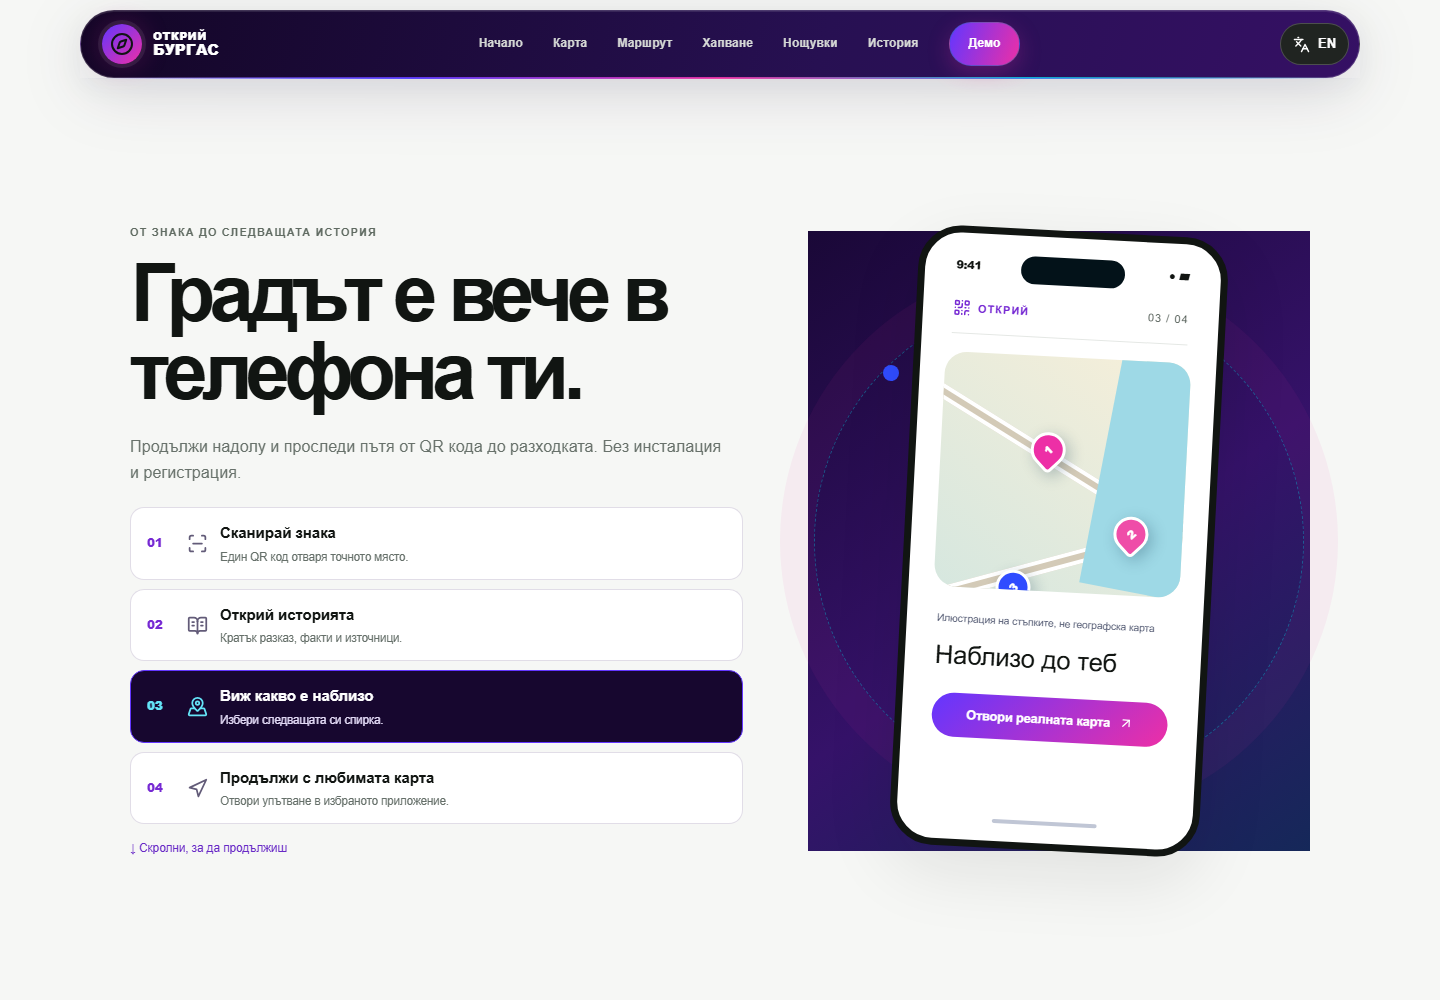 ОТКРИЙ
БУРГАС
Начало
Карта
Маршрут
Хапване
Нощувки
История
Демо
EN
ОТ ЗНАКА ДО СЛЕДВАЩАТА ИСТОРИЯ
Градът е вече в
телефона ти.
Продължи надолу и проследи пътя от QR кода до разходката. Без инсталация
и регистрация.
01
Сканирай знака
Един QR код отваря точното място.
02
Открий историята
Кратък разказ, факти и източници.
03
Виж какво е наблизо
Избери следващата си спирка.
04
Продължи с любимата карта
Отвори упътване в избраното приложение.
↓ Скролни, за да продължиш
9:41
ОТКРИЙ
03 / 04
1
2
3
Илюстрация на стъпките, не географска карта
Наблизо до теб
Отвори реалната карта